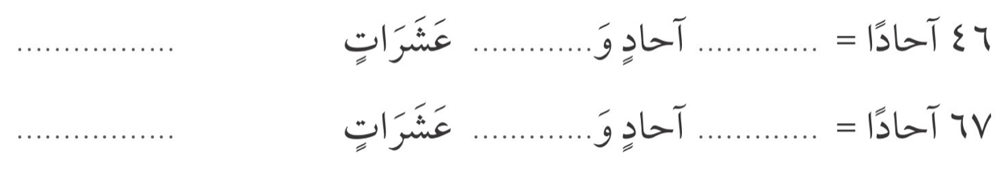 ٤٦ آحادًا = ............. آحادٍ وَ............. عَشَرَاتٍ .................
٦٧ آحادًا = ............. آحادٍ وَ............. عَشَرَاتٍ .................